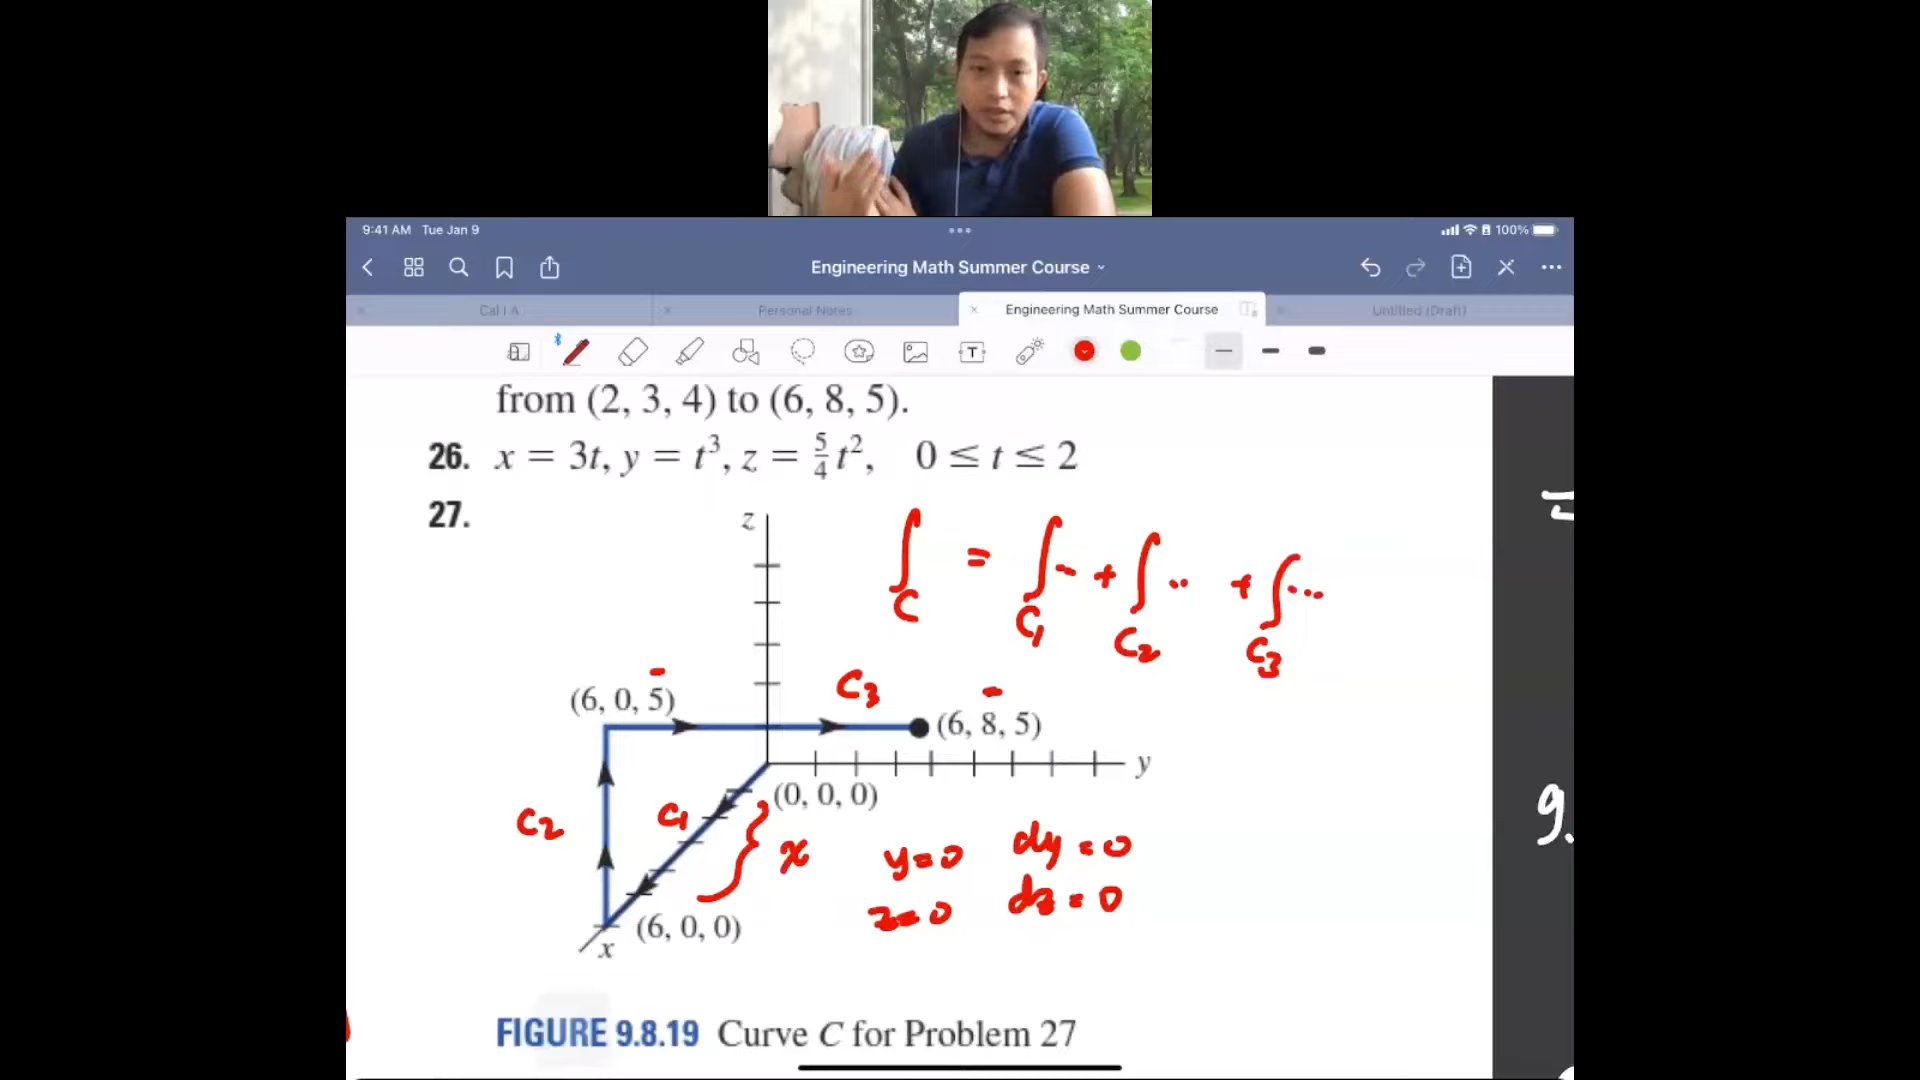 9:41 AM Tue Jan 9
100%
Engineering Math Summer Course
Cal I A
Personal Notes
Engineering Math Summer Course
Untitled (Draft)
T
from (2, 3, 4) to (6, 8, 5).
26. x = 3t, y = t³, z = 5/4 t², 0 ≤ t ≤ 2
27.
z
∫C = ∫C₁ ·· + ∫C₂ ·· + ∫C₃ ···
(6, 0, 5)
C₃
(6, 8, 5)
y
(0, 0, 0)
C₂
C₁
x
y=0 dy=0
z=0 dz=0
(6, 0, 0)
x
9.
FIGURE 9.8.19 Curve C for Problem 27